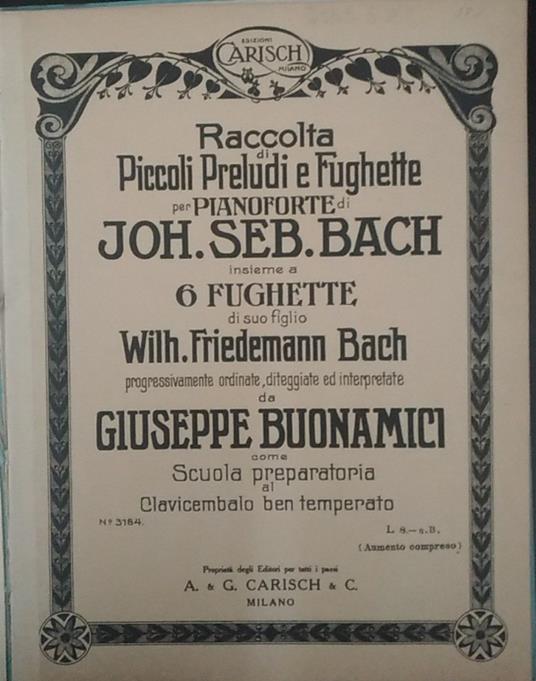 EDIZIONI
CARISCH
MILANO
Raccolta
di
Piccoli Preludi e Fughette
per PIANOFORTE di
JOH. SEB. BACH
insieme a
6 FUGHETTE
di suo figlio
Wilh. Friedemann Bach
progressivamente ordinate, diteggiate ed interpretate
da
GIUSEPPE BUONAMICI
come
Scuola preparatoria
al
Clavicembalo ben temperato
No 3184.
L. 8.— n. B.
(Aumento compreso)
Proprietà degli Editori per tutti i paesi
A. & G. CARISCH & C.
MILANO